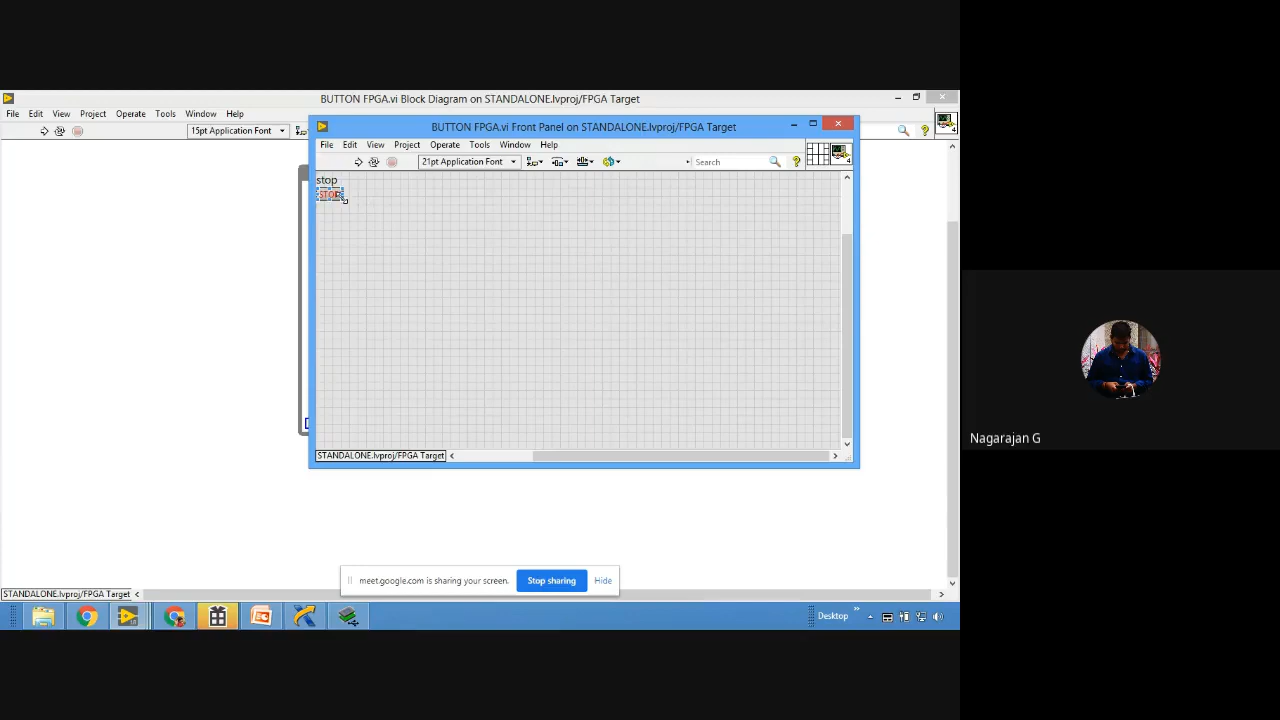 BUTTON FPGA.vi Block Diagram on STANDALONE.lvproj/FPGA Target
File Edit View Project Operate Tools Window Help
15pt Application Font
BUTTON FPGA.vi Front Panel on STANDALONE.lvproj/FPGA Target
File Edit View Project Operate Tools Window Help
21pt Application Font
Search
stop
STOP
STANDALONE.lvproj/FPGA Target
Nagarajan G
meet.google.com is sharing your screen.
Stop sharing
Hide
STANDALONE.lvproj/FPGA Target
Desktop